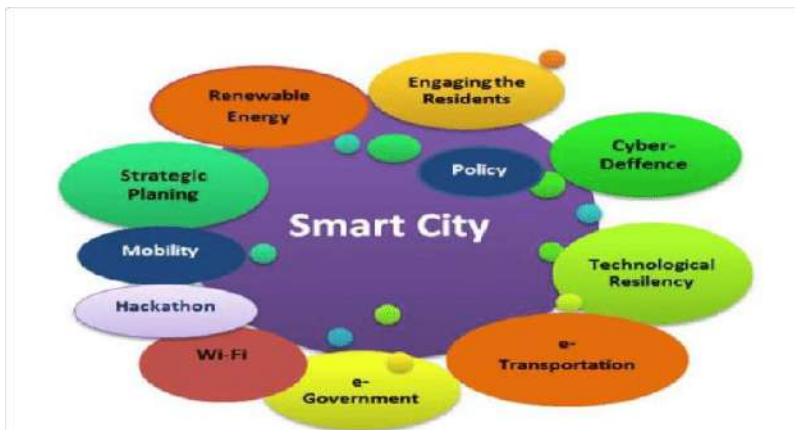 Renewable
Energy
Engaging the
Residents
Cyber-
Deffence
Policy
Strategic
Planing
Smart City
Mobility
Technological
Resilency
Hackathon
Wi-Fi
e-
Transportation
e-
Government